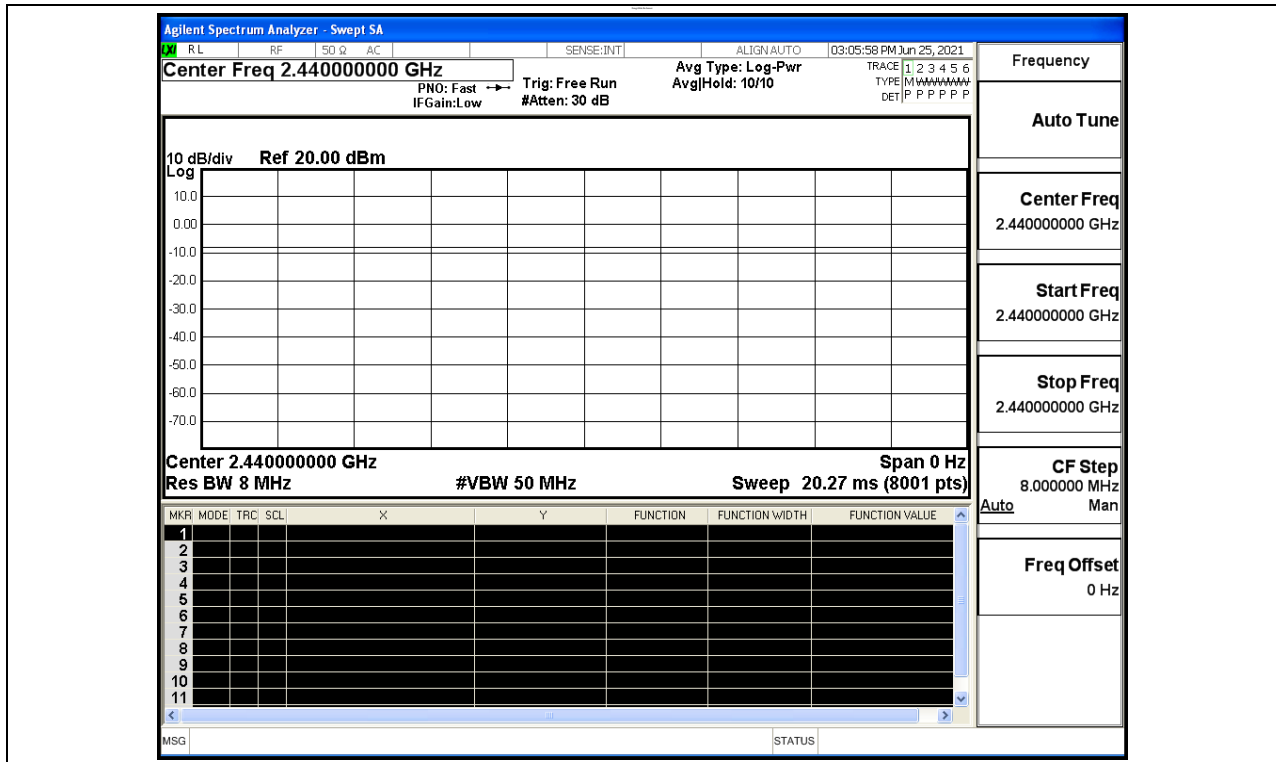 Agilent Spectrum Analyzer - Swept SA
LXI RL RF 50 Ω AC SENSE:INT ALIGN AUTO 03:05:58 PM Jun 25, 2021
Center Freq 2.440000000 GHz
PNO: Fast
IFGain:Low
Trig: Free Run
#Atten: 30 dB
Avg Type: Log-Pwr
Avg|Hold: 10/10
TRACE 1 2 3 4 5 6
TYPE M WWWWW
DET P P P P P P
10 dB/div Ref 20.00 dBm
Log
10.0
0.00
-10.0
-20.0
-30.0
-40.0
-50.0
-60.0
-70.0
Center 2.440000000 GHz Span 0 Hz
Res BW 8 MHz #VBW 50 MHz Sweep 20.27 ms (8001 pts)
MKR MODE TRC SCL X Y FUNCTION FUNCTION WIDTH FUNCTION VALUE
1
2
3
4
5
6
7
8
9
10
11
MSG STATUS
Frequency
Auto Tune
Center Freq
2.440000000 GHz
Start Freq
2.440000000 GHz
Stop Freq
2.440000000 GHz
CF Step
8.000000 MHz
Auto Man
Freq Offset
0 Hz